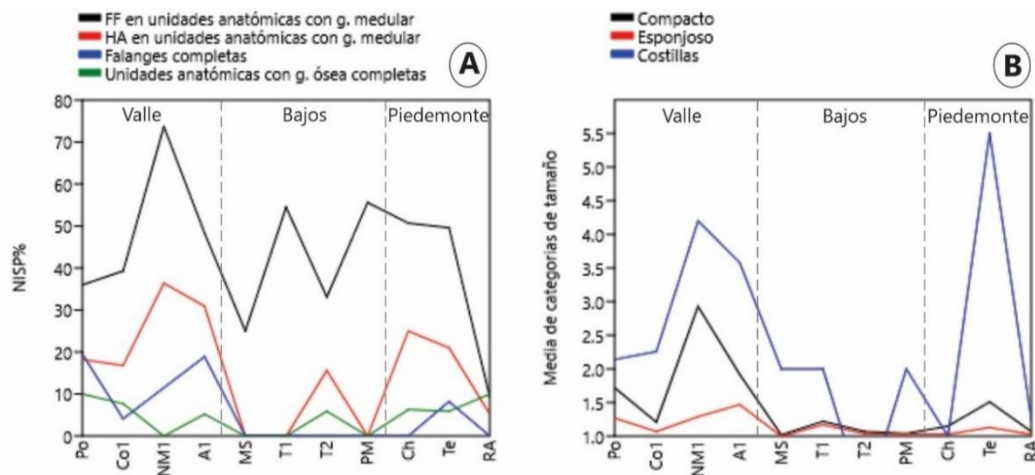 FF en unidades anatómicas con g. medular
HA en unidades anatómicas con g. medular
Falanges completas
Unidades anatómicas con g. ósea completas
A
Valle
Bajos
Piedemonte
80
70
60
50
40
30
20
10
0
NISP%
Po
Co1
NM1
A1
MS
T1
T2
PM
Ch
Te
RA
Compacto
Esponjoso
Costillas
B
Valle
Bajos
Piedemonte
5.5
5.0
4.5
4.0
3.5
3.0
2.5
2.0
1.5
1.0
Media de categorias de tamaño
Po
Co1
NM1
A1
MS
T1
T2
PM
Ch
Te
RA